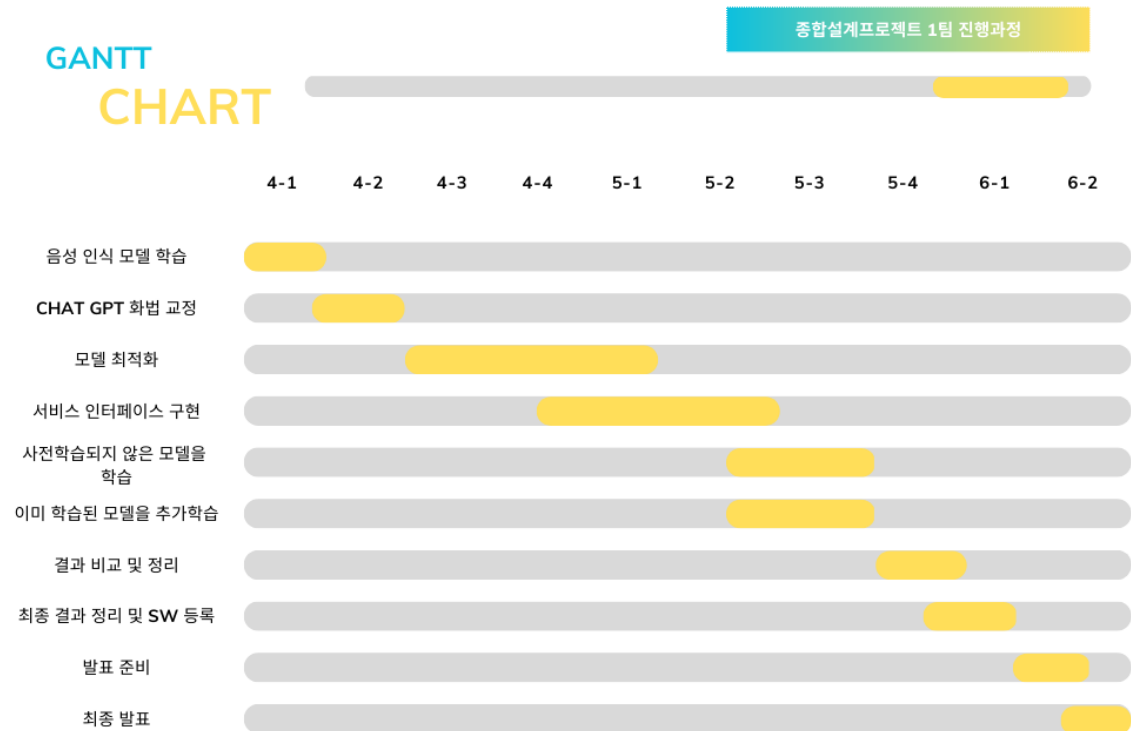 종합설계프로젝트 1팀 진행과정
GANTT
CHART
4-1 4-2 4-3 4-4 5-1 5-2 5-3 5-4 6-1 6-2
음성 인식 모델 학습
CHAT GPT 화법 교정
모델 최적화
서비스 인터페이스 구현
사전학습되지 않은 모델을
학습
이미 학습된 모델을 추가학습
결과 비교 및 정리
최종 결과 정리 및 SW 등록
발표 준비
최종 발표